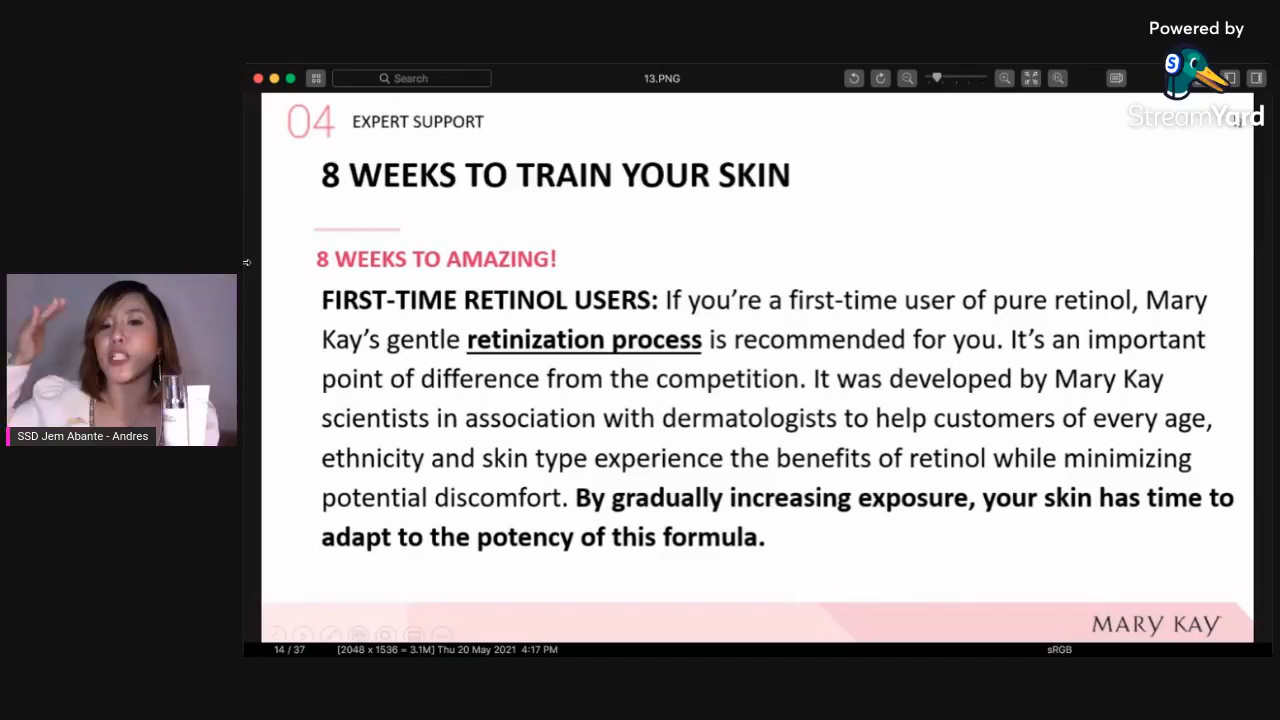 Powered by
StreamYard
Search
13.PNG
04 EXPERT SUPPORT
8 WEEKS TO TRAIN YOUR SKIN
8 WEEKS TO AMAZING!
FIRST-TIME RETINOL USERS: If you’re a first-time user of pure retinol, Mary
Kay’s gentle retinization process is recommended for you. It’s an important
point of difference from the competition. It was developed by Mary Kay
scientists in association with dermatologists to help customers of every age,
ethnicity and skin type experience the benefits of retinol while minimizing
potential discomfort. By gradually increasing exposure, your skin has time to
adapt to the potency of this formula.
SSD Jem Abante - Andres
MARY KAY
14 / 37 [2048 x 1536 = 3.1M] Thu 20 May 2021 4:17 PM sRGB